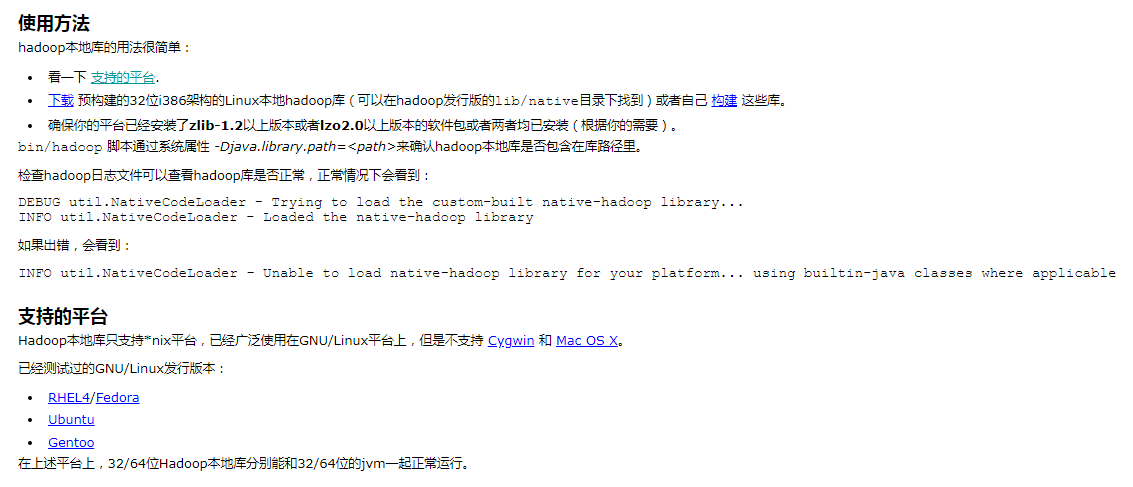 使用方法
hadoop本地库的用法很简单：
看一下 支持的平台.
下载 预构建的32位i386架构的Linux本地hadoop库（可以在hadoop发行版的lib/native目录下找到）或者自己 构建 这些库。
确保你的平台已经安装了zlib-1.2以上版本或者lzo2.0以上版本的软件包或者两者均已安装（根据你的需要）。
bin/hadoop 脚本通过系统属性 -Djava.library.path=<path>来确认hadoop本地库是否包含在库路径里。
检查hadoop日志文件可以查看hadoop库是否正常，正常情况下会看到：
DEBUG util.NativeCodeLoader - Trying to load the custom-built native-hadoop library...
INFO util.NativeCodeLoader - Loaded the native-hadoop library
如果出错，会看到：
INFO util.NativeCodeLoader - Unable to load native-hadoop library for your platform... using builtin-java classes where applicable
支持的平台
Hadoop本地库只支持*nix平台，已经广泛使用在GNU/Linux平台上，但是不支持 Cygwin 和 Mac OS X。
已经测试过的GNU/Linux发行版本：
RHEL4/Fedora
Ubuntu
Gentoo
在上述平台上，32/64位Hadoop本地库分别能和32/64位的jvm一起正常运行。